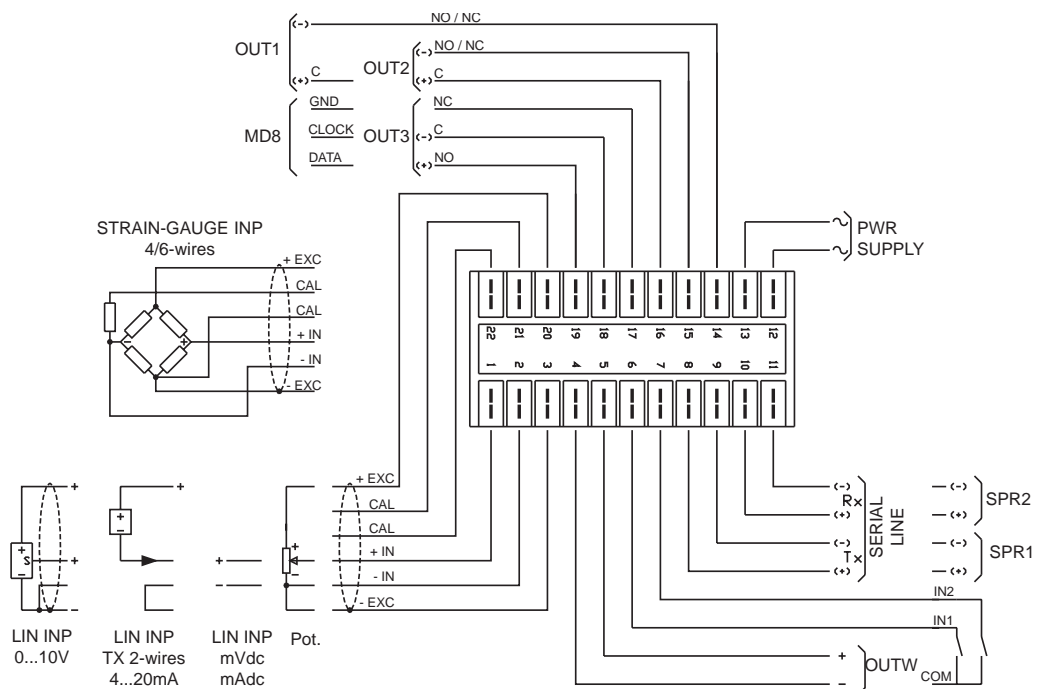 NO / NC
(-)
OUT1
(+) C
OUT2
(-) NO / NC
(+) C
MD8
GND
CLOCK
DATA
OUT3
NC
(-) C
(+) NO
PWR
SUPPLY
STRAIN-GAUGE INP
4/6-wires
+ EXC
CAL
CAL
+ IN
- IN
- EXC
22 21 20 19 18 17 16 15 14 13 12
1 2 3 4 5 6 7 8 9 10 11
+ EXC
CAL
CAL
+ IN
- IN
- EXC
+
+
-
+
-
S
+
+
-
+
-
+
-
+
-
LIN INP
0...10V
LIN INP
TX 2-wires
4...20mA
LIN INP
mVdc
mAdc
Pot.
(-)
Rx
(+)
(-)
Tx
(+)
SERIAL
LINE
(-)
(+)
SPR2
(-)
(+)
SPR1
IN2
IN1
+
-
OUTW
COM